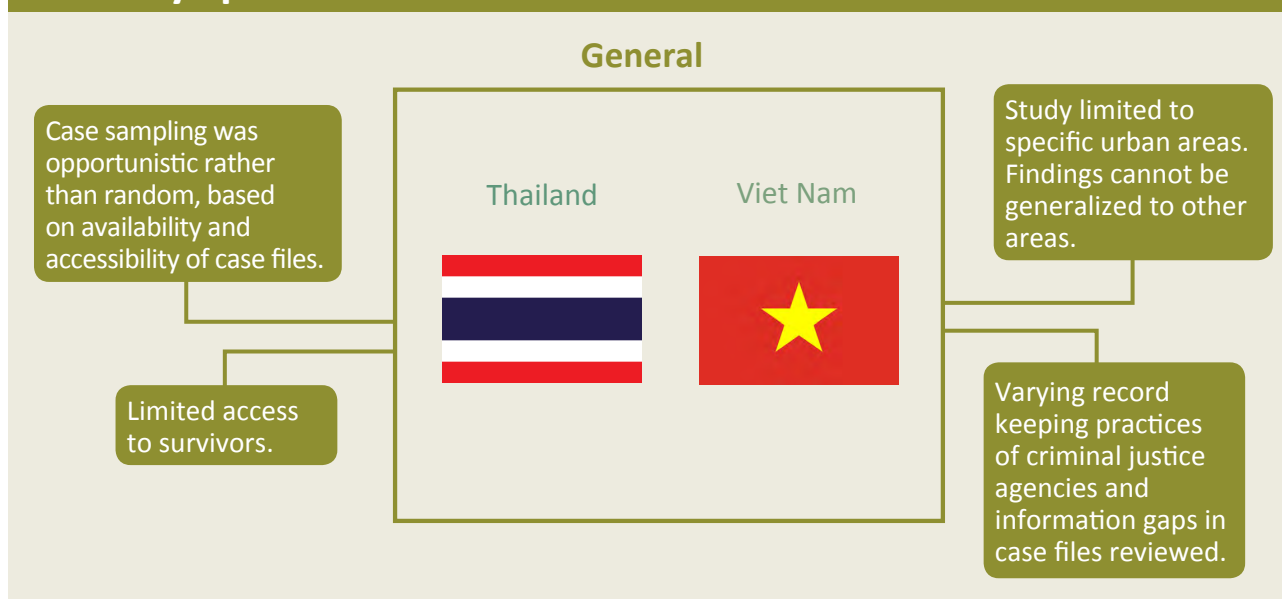 General
Case sampling was
opportunistic rather
than random, based
on availability and
accessibility of case files.
Limited access
to survivors.
Thailand
Viet Nam
Study limited to
specific urban areas.
Findings cannot be
generalized to other
areas.
Varying record
keeping practices
of criminal justice
agencies and
information gaps in
case files reviewed.